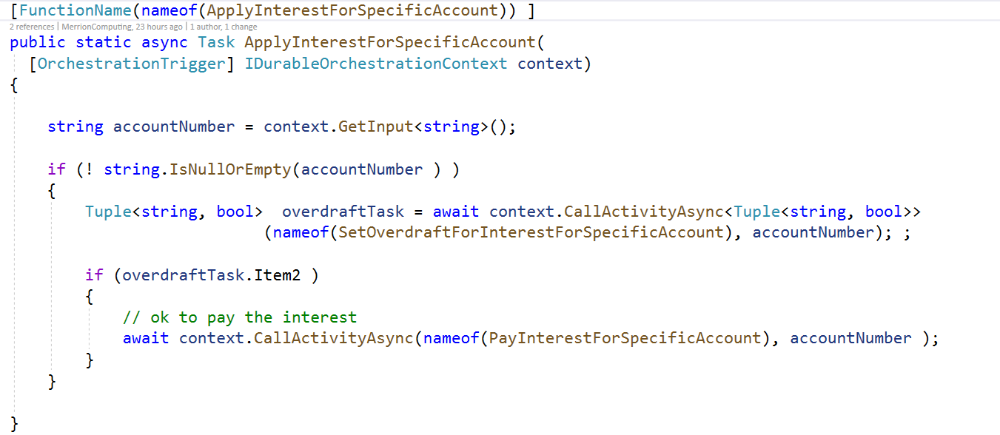 [FunctionName(nameof(ApplyInterestForSpecificAccount)) ]
2 references | MerrionComputing, 23 hours ago | 1 author, 1 change
public static async Task ApplyInterestForSpecificAccount(
  [OrchestrationTrigger] IDurableOrchestrationContext context)
{
    string accountNumber = context.GetInput<string>();
    if (! string.IsNullOrEmpty(accountNumber ) )
    {
        Tuple<string, bool>  overdraftTask = await context.CallActivityAsync<Tuple<string, bool>>
                           (nameof(SetOverdraftForInterestForSpecificAccount), accountNumber); ;
        if (overdraftTask.Item2 )
        {
            // ok to pay the interest
            await context.CallActivityAsync(nameof(PayInterestForSpecificAccount), accountNumber );
        }
    }
}